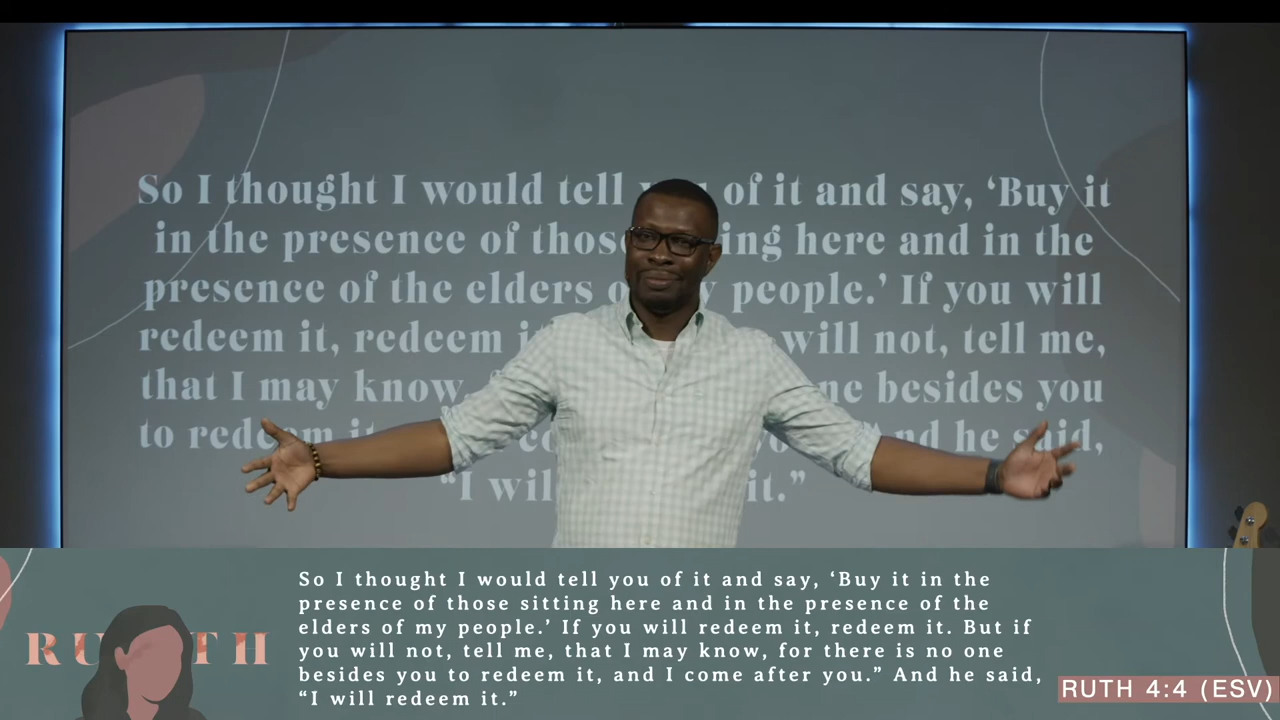 So I thought I would tell of it and say, ‘Buy it
in the presence of those here and in the
presence of the elders people.’ If you will
redeem it, redeem will not, tell me,
that I may know besides you
to redeem And he said,
“I it.”
So I thought I would tell you of it and say, ‘Buy it in the
presence of those sitting here and in the presence of the
elders of my people.’ If you will redeem it, redeem it. But if
you will not, tell me, that I may know, for there is no one
besides you to redeem it, and I come after you.” And he said,
“I will redeem it.”
RUTH
RUTH 4:4 (ESV)